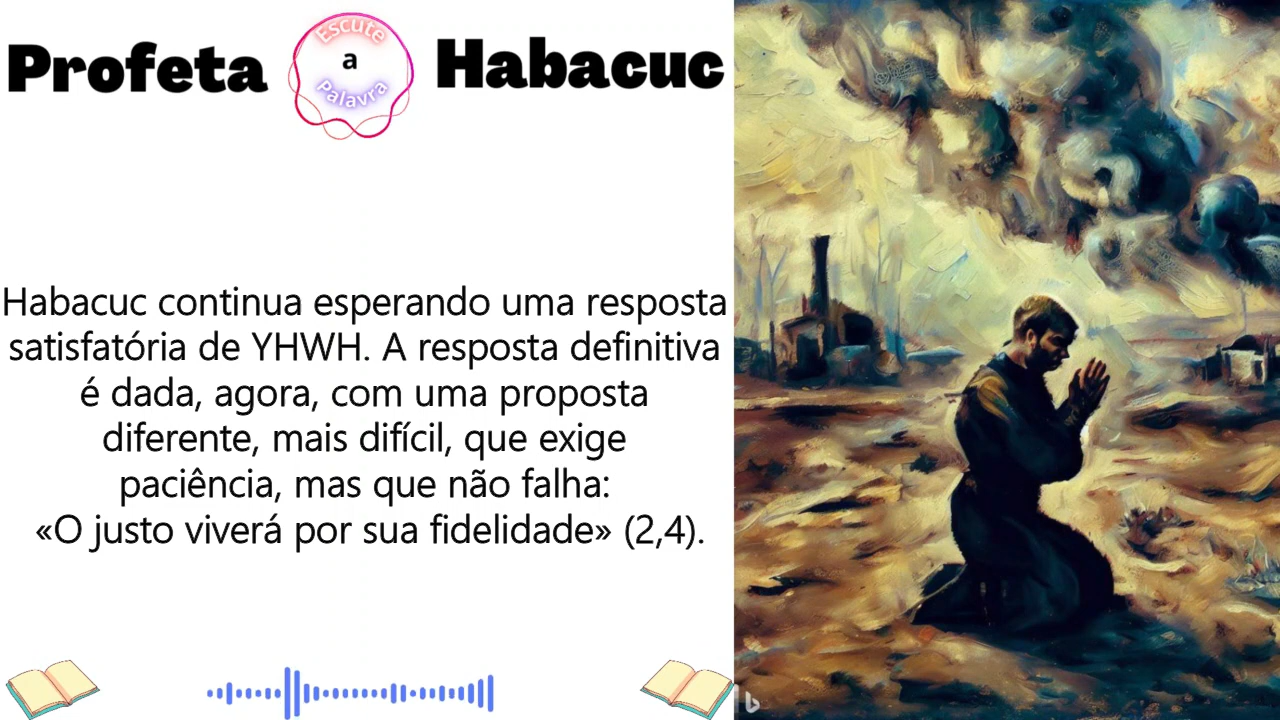 Profeta
Escute
a
Palavra
Habacuc
Habacuc continua esperando uma resposta
satisfatória de YHWH. A resposta definitiva
é dada, agora, com uma proposta
diferente, mais difícil, que exige
paciência, mas que não falha:
«O justo viverá por sua fidelidade» (2,4).